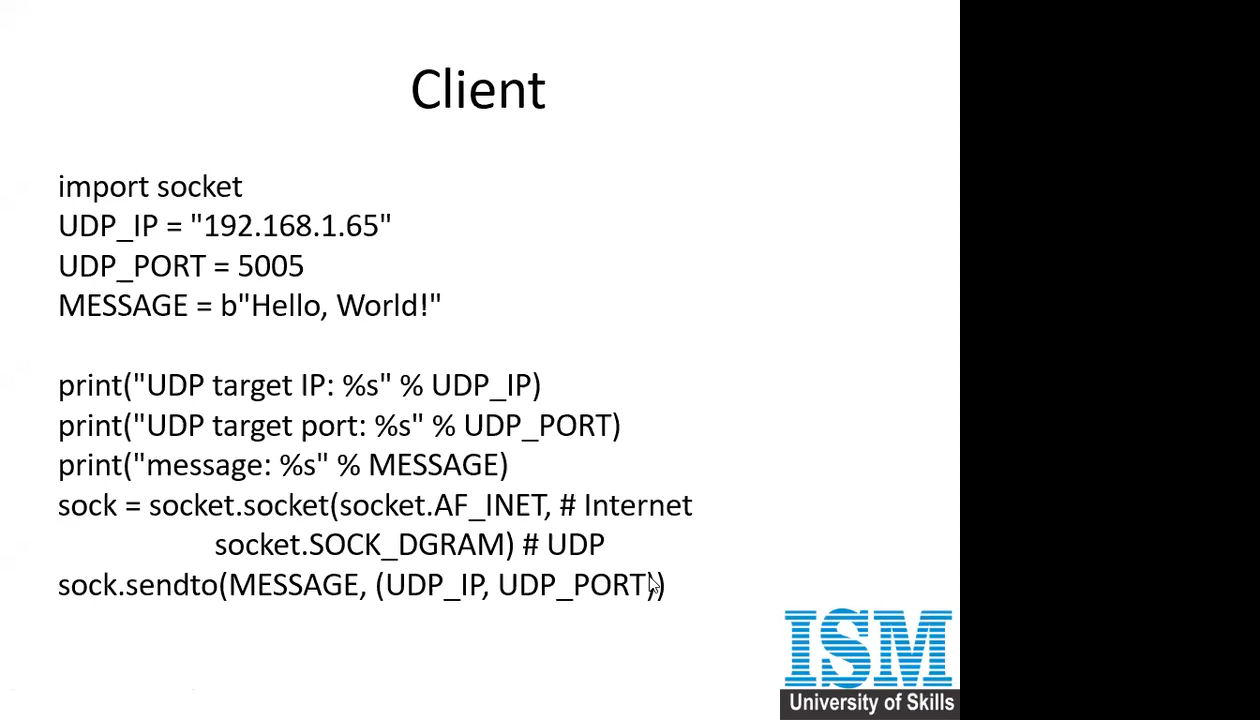 Client
import socket
UDP_IP = "192.168.1.65"
UDP_PORT = 5005
MESSAGE = b"Hello, World!"
print("UDP target IP: %s" % UDP_IP)
print("UDP target port: %s" % UDP_PORT)
print("message: %s" % MESSAGE)
sock = socket.socket(socket.AF_INET, # Internet
socket.SOCK_DGRAM) # UDP
sock.sendto(MESSAGE, (UDP_IP, UDP_PORT))
ISM
University of Skills